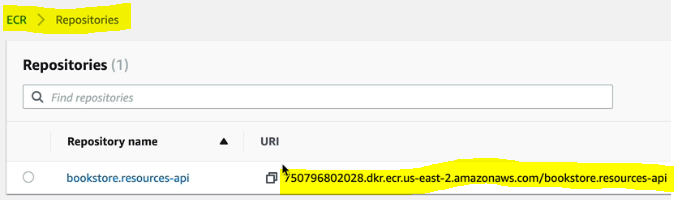 ECR > Repositories
Repositories (1)
Find repositories
Repository name ▲ URI
bookstore.resources-api 750796802028.dkr.ecr.us-east-2.amazonaws.com/bookstore.resources-api